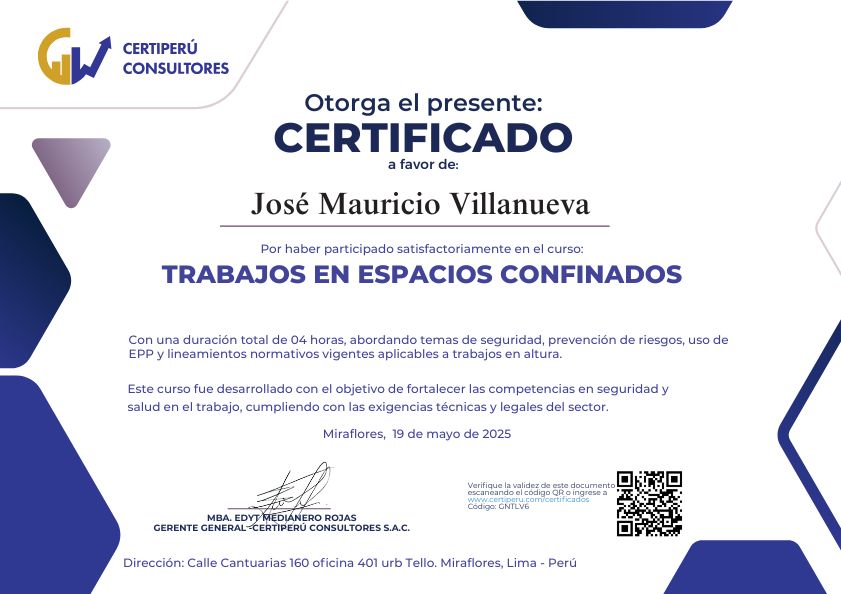 CERTIPERÚ
CONSULTORES
Otorga el presente:
CERTIFICADO
a favor de:
José Mauricio Villanueva
Por haber participado satisfactoriamente en el curso:
TRABAJOS EN ESPACIOS CONFINADOS
Con una duración total de 04 horas, abordando temas de seguridad, prevención de riesgos, uso de
EPP y lineamientos normativos vigentes aplicables a trabajos en altura.
Este curso fue desarrollado con el objetivo de fortalecer las competencias en seguridad y
salud en el trabajo, cumpliendo con las exigencias técnicas y legales del sector.
Miraflores, 19 de mayo de 2025
MBA. EDYT MEDIANERO ROJAS
GERENTE GENERAL -CERTIPERÚ CONSULTORES S.A.C.
Verifique la validez de este documento
escaneando el código QR o ingrese a
www.certiperu.com/certificados
Código: GNTLV6
Dirección: Calle Cantuarias 160 oficina 401 urb Tello. Miraflores, Lima - Perú